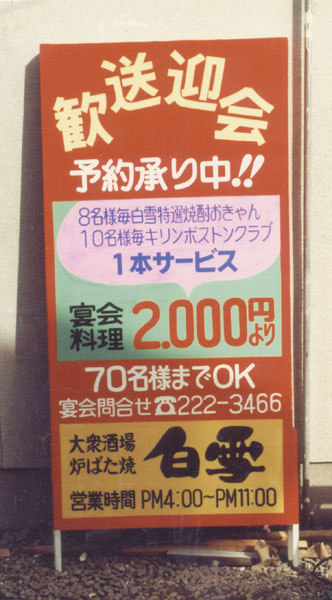 歓送迎会
予約承り中!!
8名様毎白雪特選焼酎おきゃん
10名様毎キリンボストンクラブ
1本サービス
宴会料理 2.000円より
70名様までOK
宴会問合せ☎222-3466
大衆酒場
炉ばた焼 白雪
営業時間 PM4:00～PM11:00